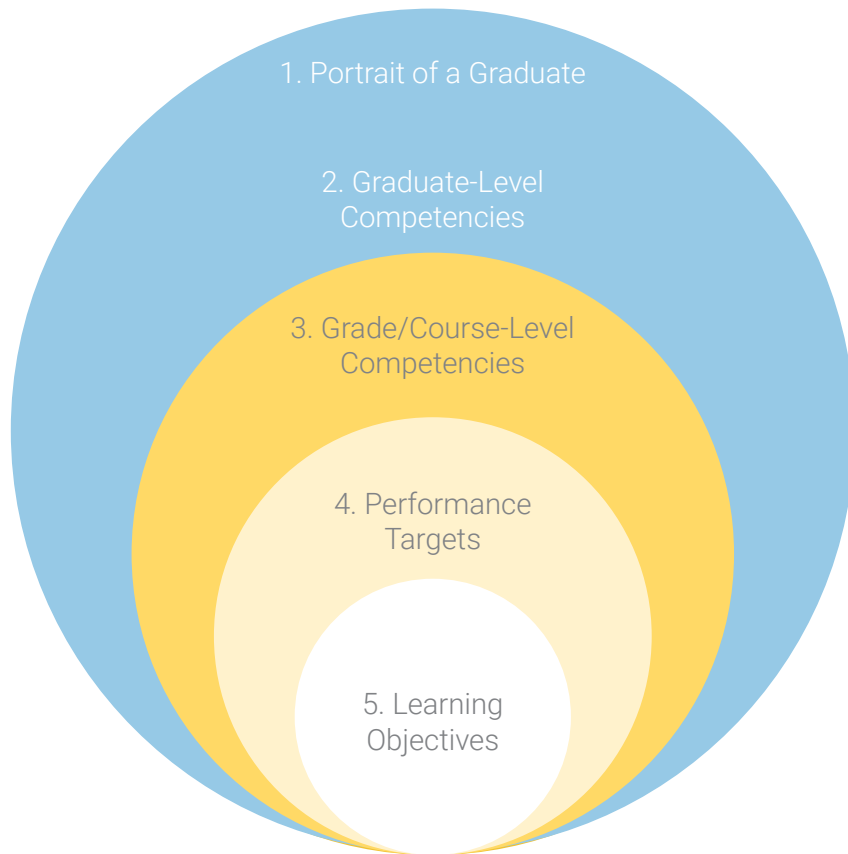 1. Portrait of a Graduate
2. Graduate-Level
Competencies
3. Grade/Course-Level
Competencies
4. Performance
Targets
5. Learning
Objectives